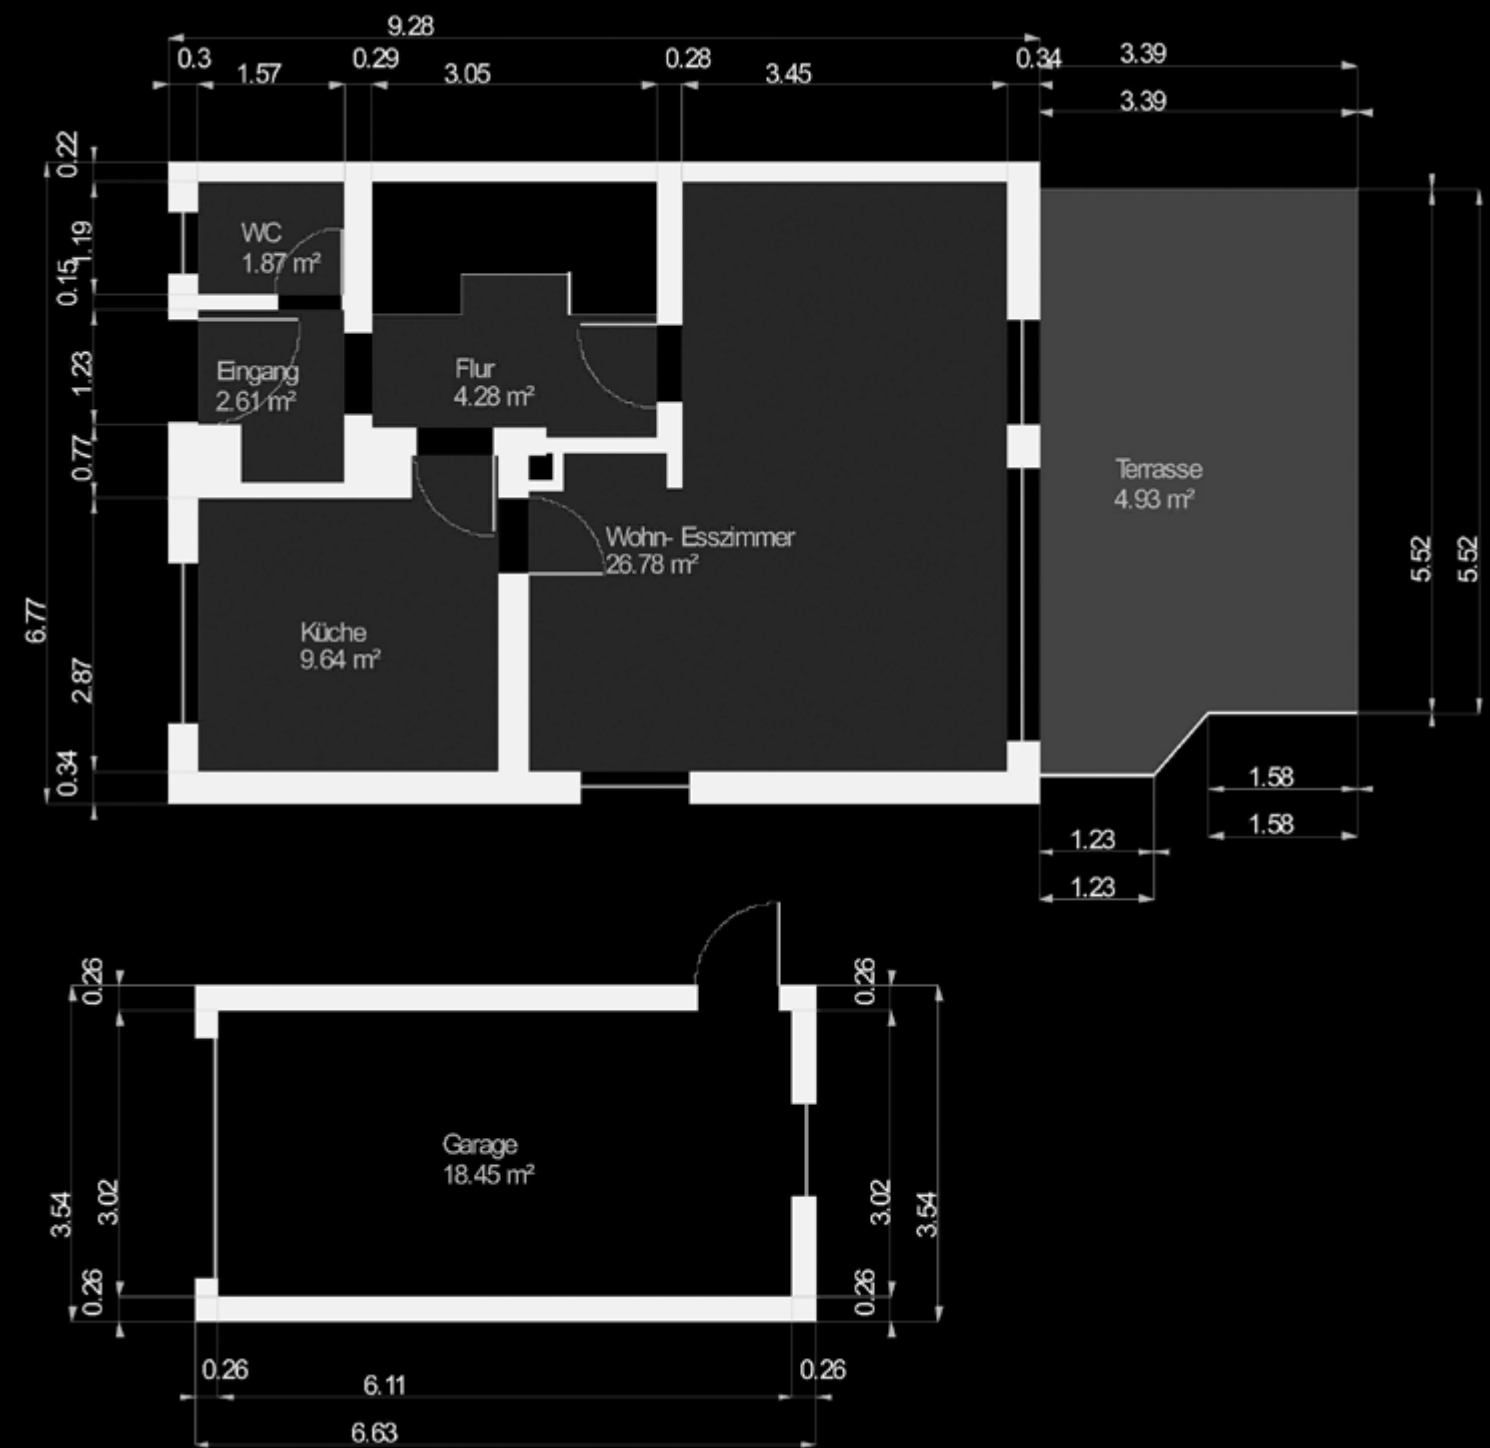 9.28
0.3
0.29
0.28
0.34
3.39
1.57
3.05
3.45
3.39
0.22
1.19
0.15
1.23
0.77
6.77
2.87
0.34
WC
1.87 m²
Eingang
2.61 m²
Flur
4.28 m²
Terrasse
4.93 m²
Wohn- Esszimmer
26.78 m²
Küche
9.64 m²
5.52
5.52
1.58
1.58
1.23
1.23
0.26
0.26
Garage
18.45 m²
3.54
3.02
3.02
3.54
0.26
0.26
0.26
6.11
0.26
6.63